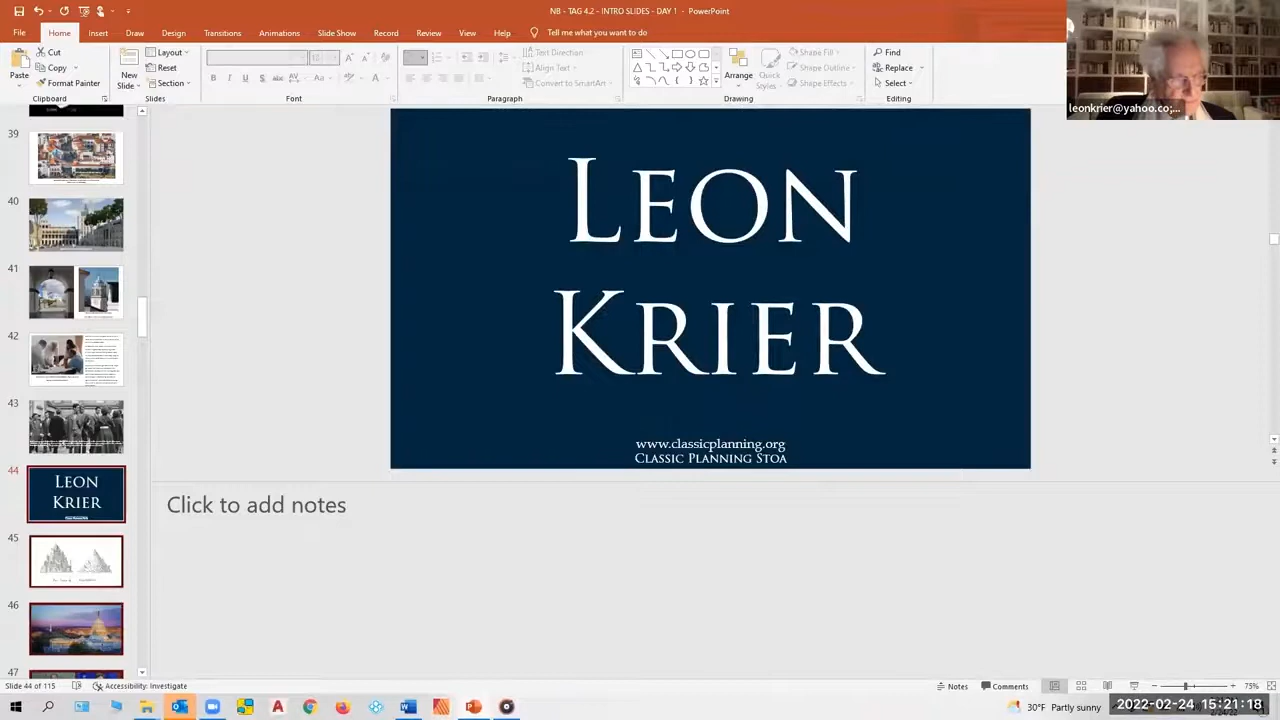 NB - TAG 4.2 - INTRO SLIDES - DAY 1 - PowerPoint
File Home Insert Draw Design Transitions Animations Slide Show Record Review View Help Tell me what you want to do
Paste
Cut
Copy
Format Painter
Clipboard
New
Slide
Layout
Reset
Section
Slides
Font
Text Direction
Align Text
Convert to SmartArt
Paragraph
Arrange
Quick
Styles
Shape Fill
Shape Outline
Shape Effects
Drawing
Find
Replace
Select
Editing
leonkrier@yahoo.co;...
39
40
41
42
43
44
LEON
KRIER
45
46
47
LEON
KRIER
www.classicplanning.org
CLASSIC PLANNING STOA
Click to add notes
Slide 44 of 115 Accessibility: Investigate Notes Comments 75%
30°F Partly sunny 2022-02-24 15:21:18